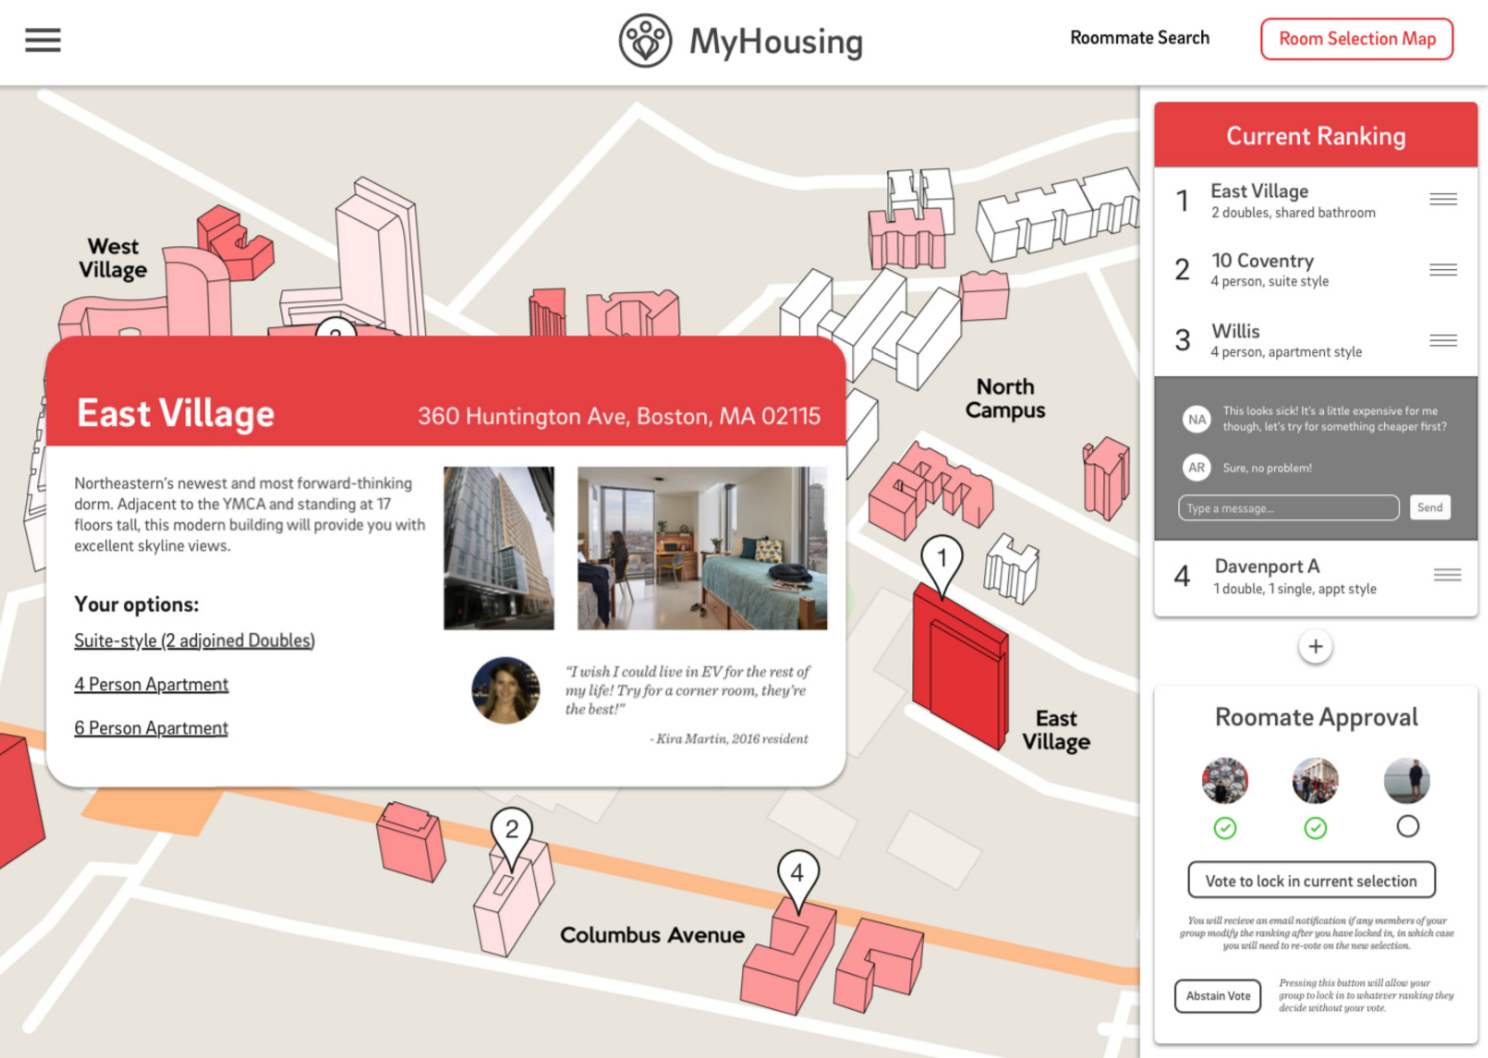 MyHousing
Roommate Search
Room Selection Map
West
Village
North
Campus
East Village
360 Huntington Ave, Boston, MA 02115
Northeastern's newest and most forward-thinking
dorm. Adjacent to the YMCA and standing at 17
floors tall, this modern building will provide you with
excellent skyline views.
Your options:
Suite-style (2 adjoined Doubles)
4 Person Apartment
6 Person Apartment
"I wish I could live in EV for the rest of
my life! Try for a corner room, they're
the best!"
- Kira Martin, 2016 resident
1
East
Village
2
4
Columbus Avenue
Current Ranking
1
East Village
2 doubles, shared bathroom
2
10 Coventry
4 person, suite style
3
Willis
4 person, apartment style
NA
This looks sick! It's a little expensive for me
though, let's try for something cheaper first?
AR
Sure, no problem!
Type a message...
Send
4
Davenport A
1 double, 1 single, appt style
+
Roomate Approval
Vote to lock in current selection
You will recieve an email notification if any members of your
group modify the ranking after you have locked in, in which case
you will need to re-vote on the new selection.
Abstain Vote
Pressing this button will allow your
group to lock in to whatever ranking they
decide without your vote.